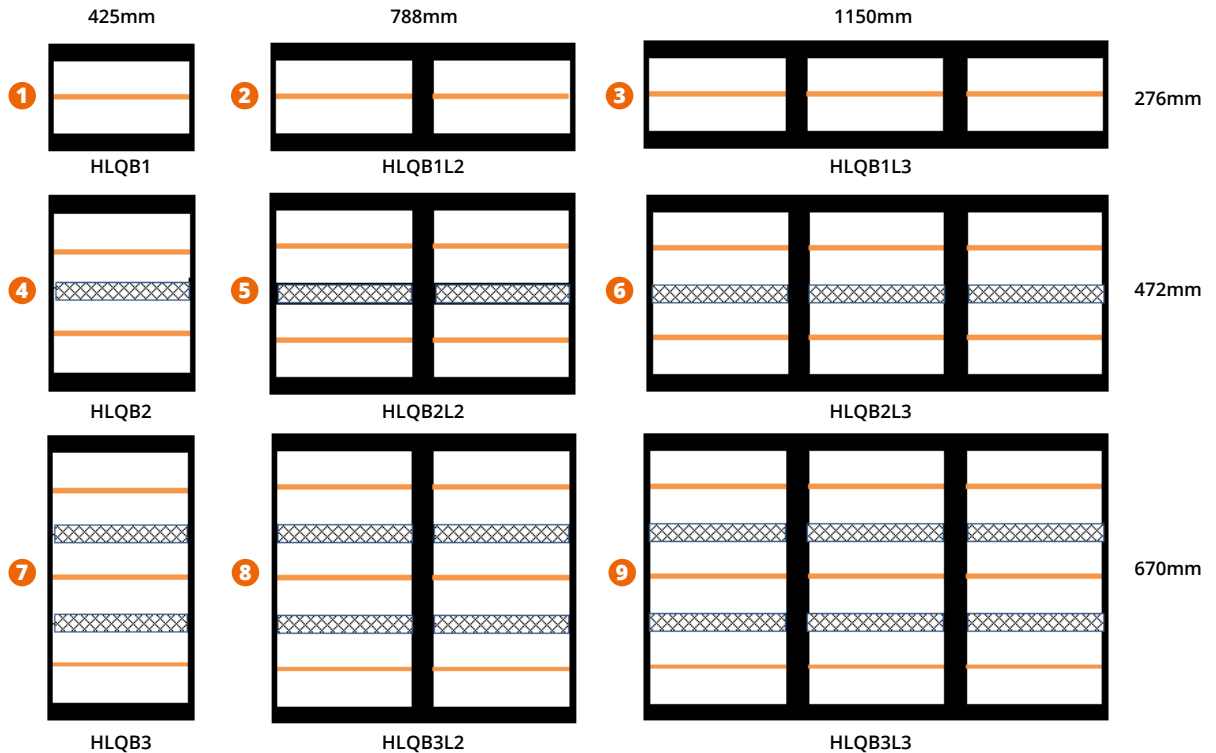 425mm
788mm
1150mm
1
2
3
276mm
HLQB1
HLQB1L2
HLQB1L3
4
5
6
472mm
HLQB2
HLQB2L2
HLQB2L3
7
8
9
670mm
HLQB3
HLQB3L2
HLQB3L3